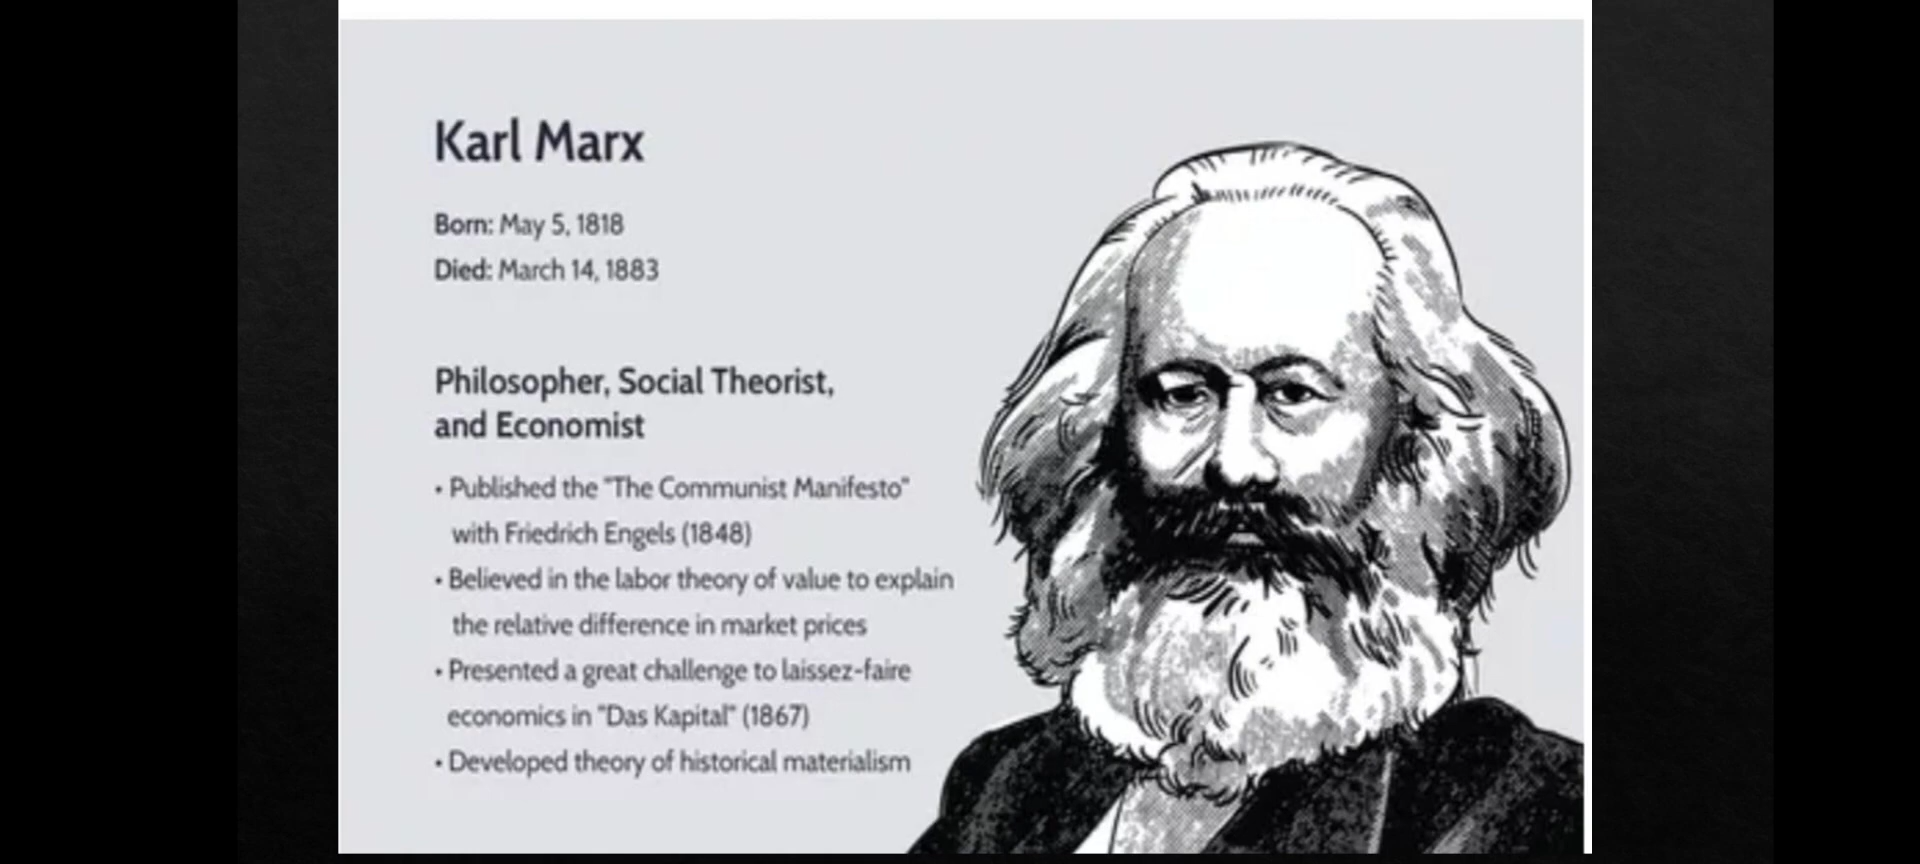 Karl Marx
Born: May 5, 1818
Died: March 14, 1883
Philosopher, Social Theorist,
and Economist
• Published the "The Communist Manifesto"
with Friedrich Engels (1848)
• Believed in the labor theory of value to explain
the relative difference in market prices
• Presented a great challenge to laissez-faire
economics in "Das Kapital" (1867)
• Developed theory of historical materialism